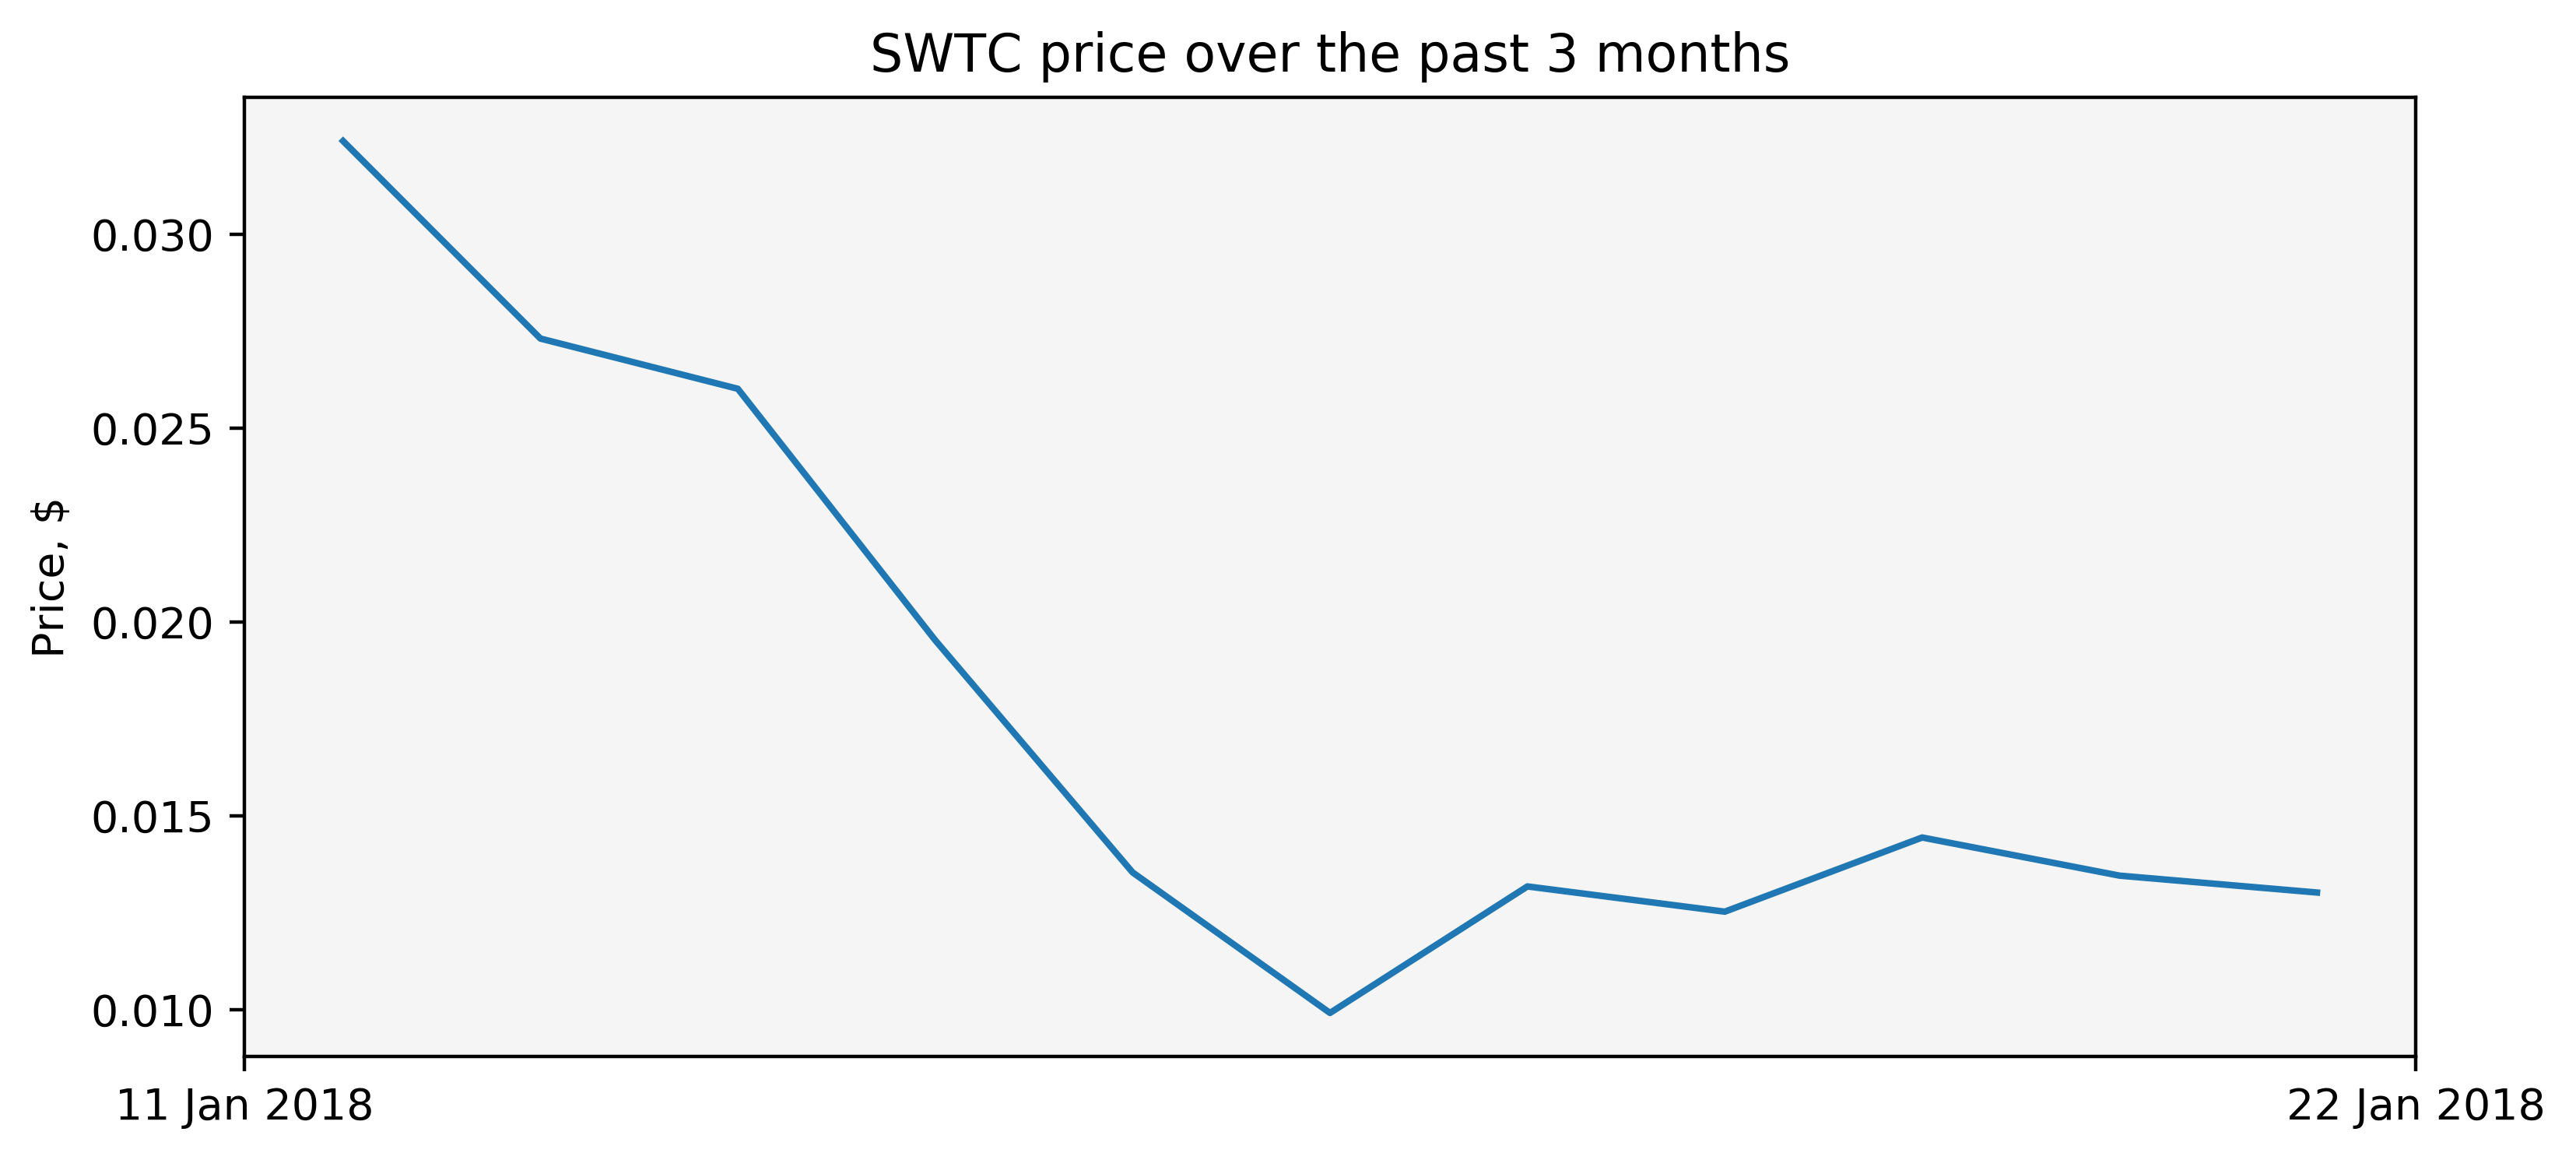 SWTC price over the past 3 months
Price, $
0.030
0.025
0.020
0.015
0.010
11 Jan 2018
22 Jan 2018